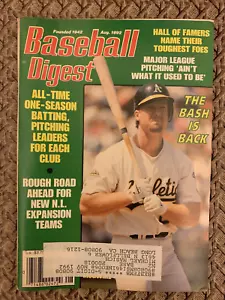 Founded 1942
Aug. 1992
Baseball
Digest
HALL OF FAMERS
NAME THEIR
TOUGHEST FOES
MAJOR LEAGUE
PITCHING 'AIN'T
WHAT IT USED TO BE'
ALL-TIME
ONE-SEASON
BATTING,
PITCHING
LEADERS
FOR EACH
CLUB
THE
BASH IS
BACK
ROUGH ROAD
AHEAD FOR
NEW N.L.
EXPANSION
TEAMS